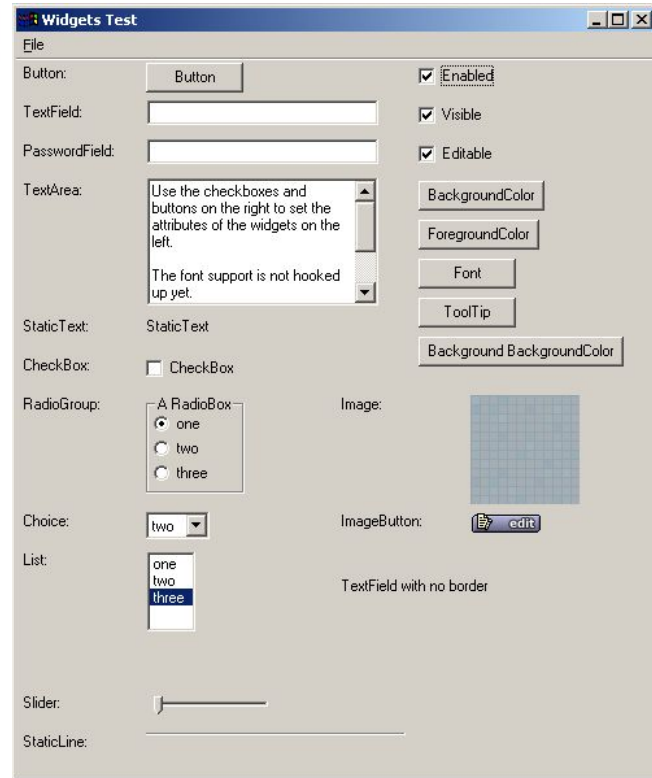 Widgets Test
File
Button: Button Enabled
TextField: Visible
PasswordField: Editable
TextArea: Use the checkboxes and
buttons on the right to set the
attributes of the widgets on the
left.
The font support is not hooked
up yet.
BackgroundColor
ForegroundColor
Font
ToolTip
Background BackgroundColor
StaticText: StaticText
CheckBox: CheckBox
RadioGroup: A RadioBox
one
two
three
Image:
Choice: two
ImageButton: edit
List: one
two
three
TextField with no border
Slider:
StaticLine: